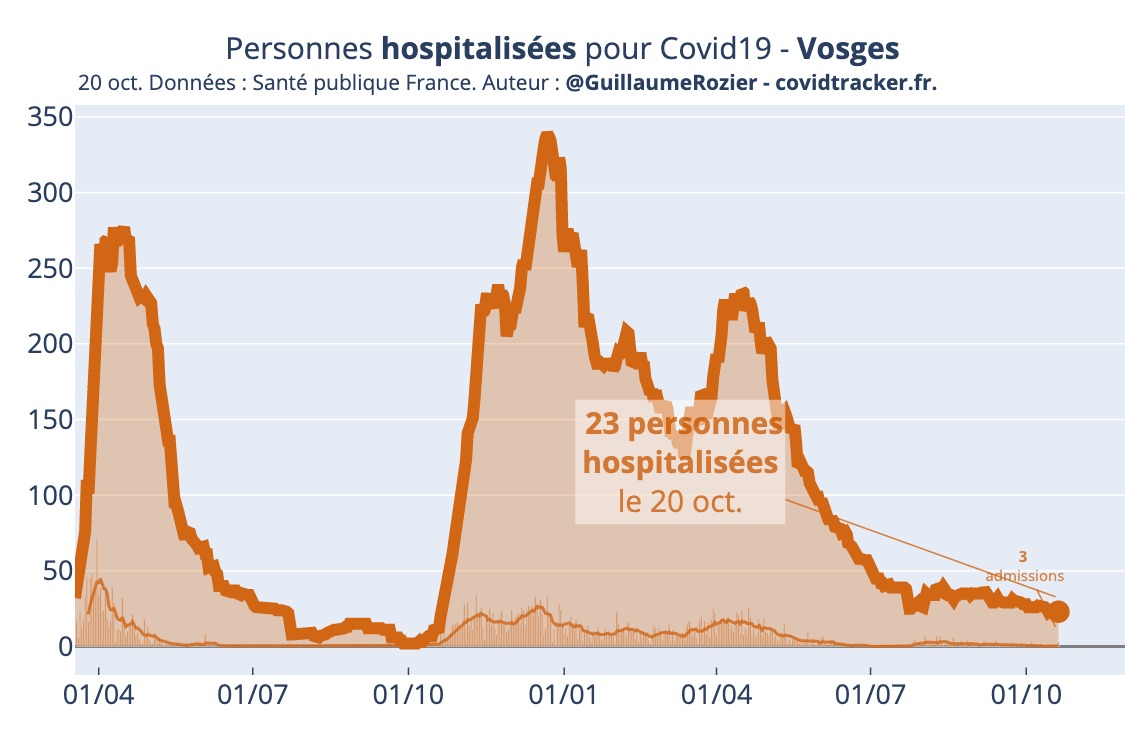 Personnes hospitalisées pour Covid19 - Vosges
20 oct. Données : Santé publique France. Auteur : @GuillaumeRozier - covidtracker.fr.
350
300
250
200
150
100
50
0
23 personnes
hospitalisées
le 20 oct.
3
admissions
01/04
01/07
01/10
01/01
01/04
01/07
01/10